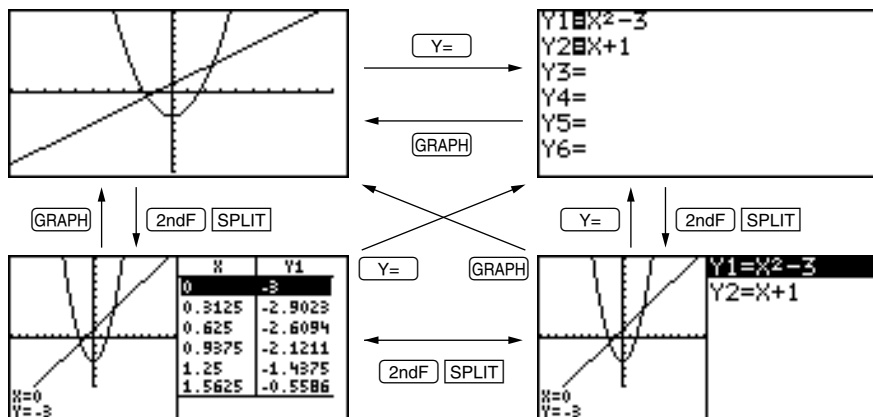 Y=
GRAPH
Y1=X²-3
Y2=X+1
Y3=
Y4=
Y5=
Y6=
GRAPH
2ndF SPLIT
Y=
2ndF SPLIT
Y=
GRAPH
X=0
Y=-3
X Y1
0 -3
0.3125 -2.9023
0.625 -2.6094
0.9375 -2.1211
1.25 -1.4375
1.5625 -0.5586
2ndF SPLIT
X=0
Y=-3
Y1=X²-3
Y2=X+1